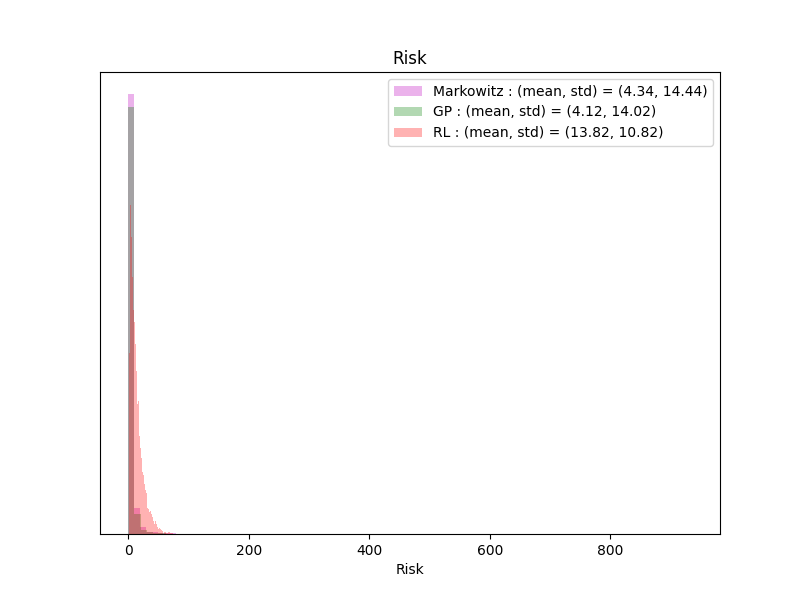 Risk
Markowitz : (mean, std) = (4.34, 14.44)
GP : (mean, std) = (4.12, 14.02)
RL : (mean, std) = (13.82, 10.82)
0 200 400 600 800
Risk